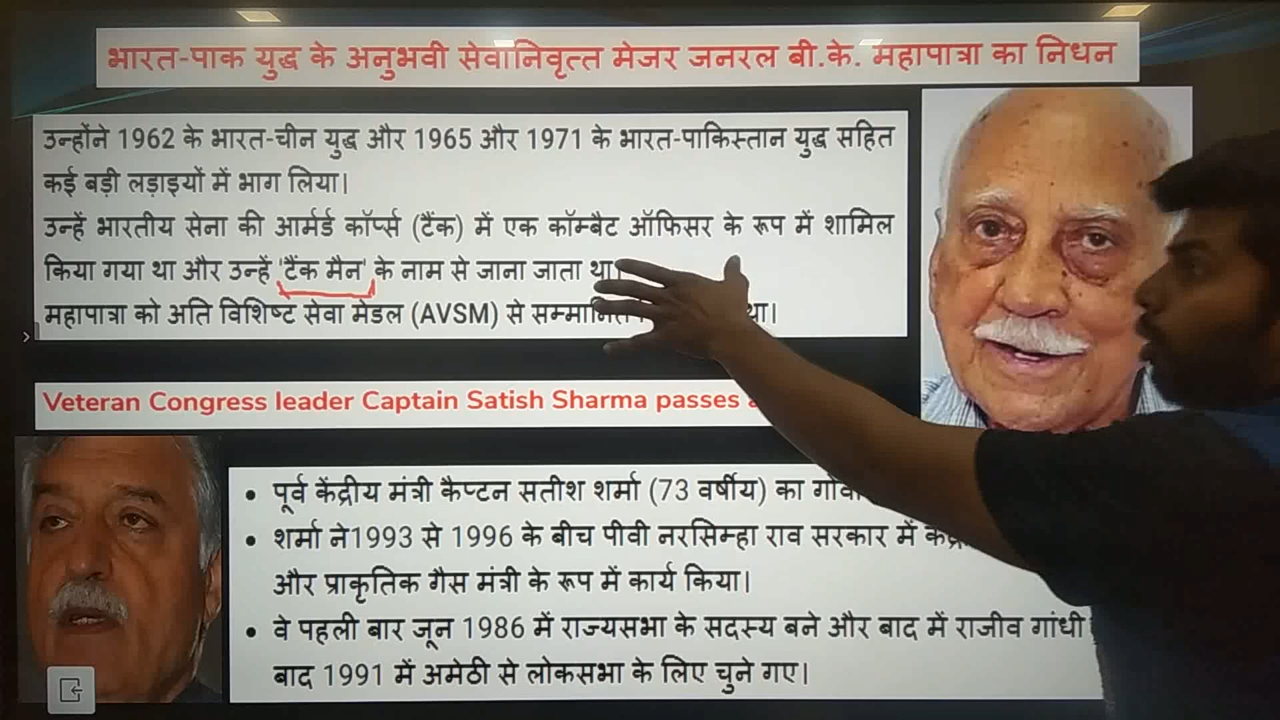 भारत-पाक युद्ध के अनुभवी सेवानिवृत्त मेजर जनरल बी.के. महापात्रा का निधन
उन्होंने 1962 के भारत-चीन युद्ध और 1965 और 1971 के भारत-पाकिस्तान युद्ध सहित
कई बड़ी लड़ाइयों में भाग लिया।
उन्हें भारतीय सेना की आर्मर्ड कॉर्प्स (टैंक) में एक कॉम्बैट ऑफिसर के रूप में शामिल
किया गया था और उन्हें 'टैंक मैन' के नाम से जाना जाता था।
महापात्रा को अति विशिष्ट सेवा मेडल (AVSM) से था।
Veteran Congress leader Captain Satish Sharma passes
• पूर्व केंद्रीय मंत्री कैप्टन सतीश शर्मा (73 वर्षीय) का
• शर्मा ने1993 से 1996 के बीच पीवी नरसिम्हा राव सरकार में
और प्राकृतिक गैस मंत्री के रूप में कार्य किया।
• वे पहली बार जून 1986 में राज्यसभा के सदस्य बने और बाद में राजीव गांधी
बाद 1991 में अमेठी से लोकसभा के लिए चुने गए।